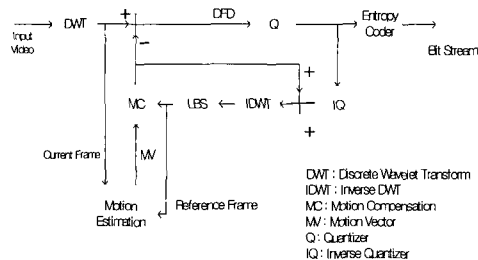 Input
Video
DWT
+
DFD
Q
Entropy
Coder
Bit Stream
−
+
MC
LBS
IDWT
IQ
+
Current Frame
MV
Motion
Estimation
Reference Frame
DWT : Discrete Wavelet Transform
IDWT : Inverse DWT
MC : Motion Compensation
MV : Motion Vector
Q : Quantizer
IQ : Inverse Quantizer